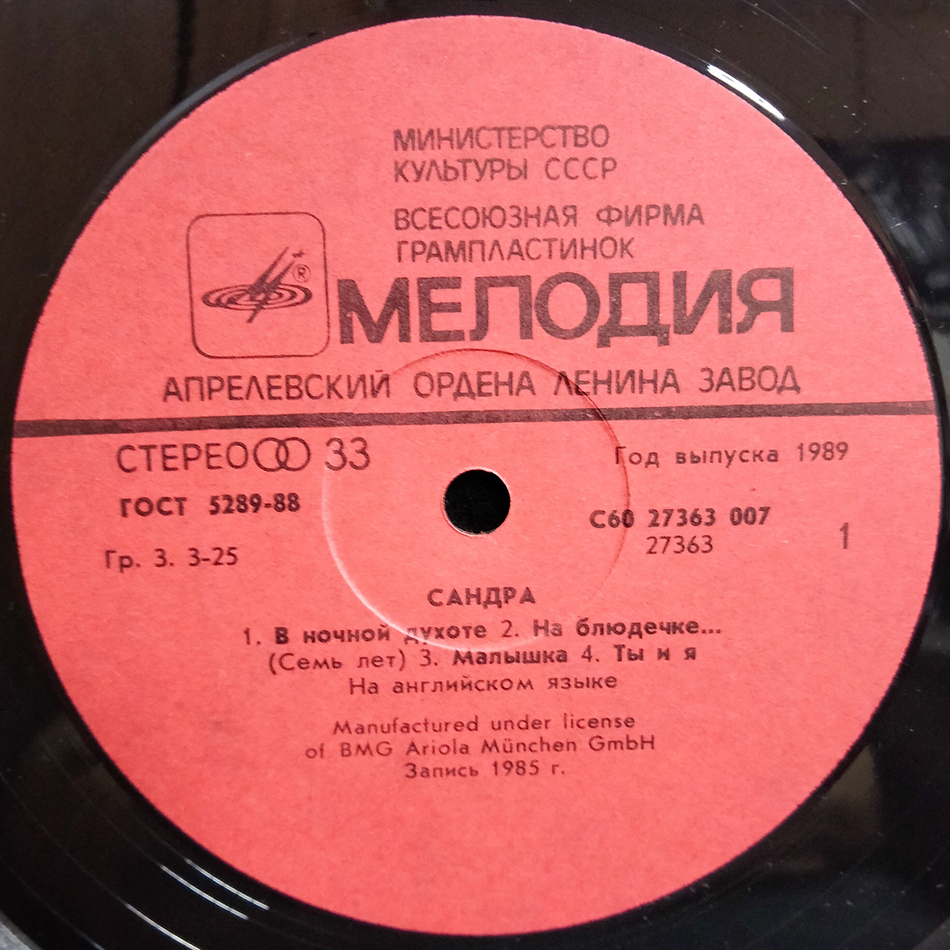 МИНИСТЕРСТВО
КУЛЬТУРЫ СССР
ВСЕСОЮЗНАЯ ФИРМА
ГРАМПЛАСТИНОК
®
МЕЛОДИЯ
АПРЕЛЕВСКИЙ ОРДЕНА ЛЕНИНА ЗАВОД
СТЕРЕО 33
Год выпуска 1989
ГОСТ 5289-88
С60 27363 007
27363
1
Гр. 3. 3-25
САНДРА
1. В ночной духоте 2. На блюдечке...
(Семь лет) 3. Малышка 4. Ты и я
На английском языке
Manufactured under license
of BMG Ariola München GmbH
Запись 1985 г.